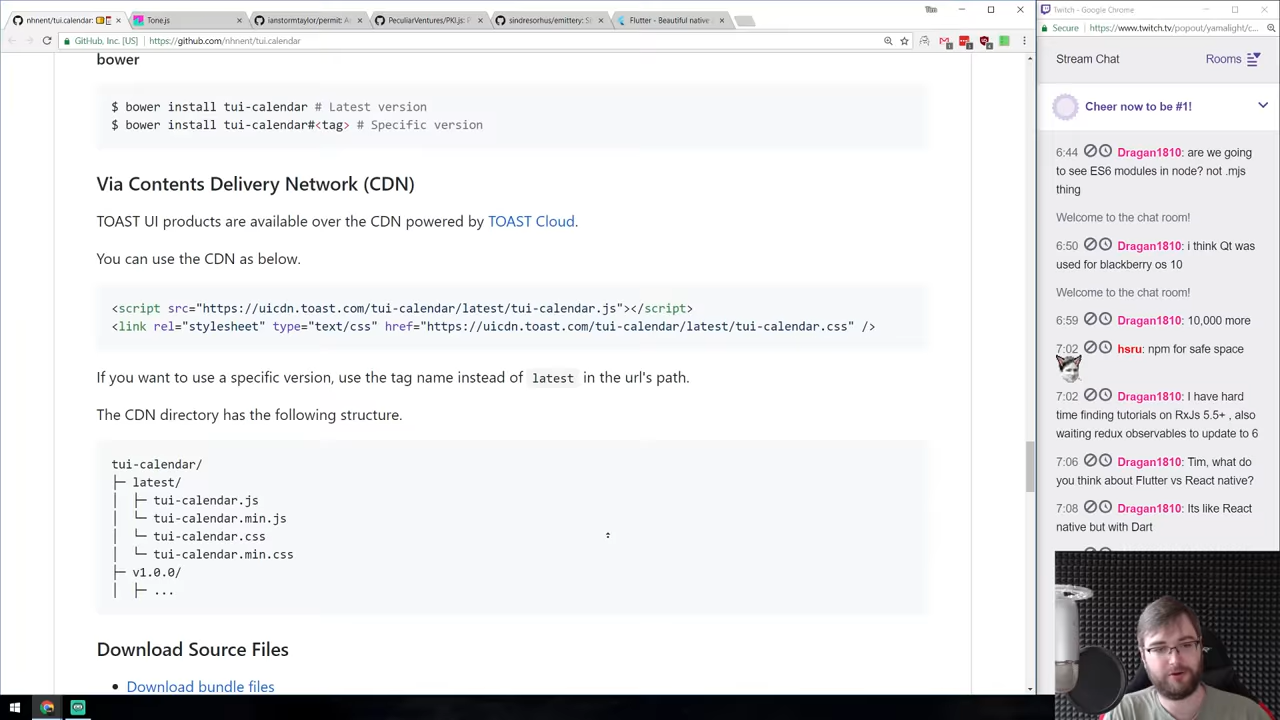 nhnent/tui.calendar:
Tone.js
ianstormtaylor/permit: A
PeculiarVentures/PKI.js: P
sindresorhus/emittery: S
Flutter - Beautiful native
Tim
GitHub, Inc. [US]
https://github.com/nhnent/tui.calendar
bower
$ bower install tui-calendar # Latest version
$ bower install tui-calendar#<tag> # Specific version
Via Contents Delivery Network (CDN)
TOAST UI products are available over the CDN powered by TOAST Cloud.
You can use the CDN as below.
<script src="https://uicdn.toast.com/tui-calendar/latest/tui-calendar.js"></script>
<link rel="stylesheet" type="text/css" href="https://uicdn.toast.com/tui-calendar/latest/tui-calendar.css" />
If you want to use a specific version, use the tag name instead of latest in the url's path.
The CDN directory has the following structure.
tui-calendar/
├─ latest/
│ ├─ tui-calendar.js
│ └─ tui-calendar.min.js
│ └─ tui-calendar.css
│ └─ tui-calendar.min.css
├─ v1.0.0/
│ ├─ ...
Download Source Files
Download bundle files
Twitch - Google Chrome
Secure
https://www.twitch.tv/popout/yamalight/c...
Stream Chat
Rooms
Cheer now to be #1!
6:44 Dragan1810: are we going
to see ES6 modules in node? not .mjs
thing
Welcome to the chat room!
6:50 Dragan1810: i think Qt was
used for blackberry os 10
Welcome to the chat room!
6:59 Dragan1810: 10,000 more
7:02 hsru: npm for safe space
7:02 Dragan1810: I have hard
time finding tutorials on RxJs 5.5+ , also
waiting redux observables to update to 6
7:06 Dragan1810: Tim, what do
you think about Flutter vs React native?
7:08 Dragan1810: Its like React
native but with Dart